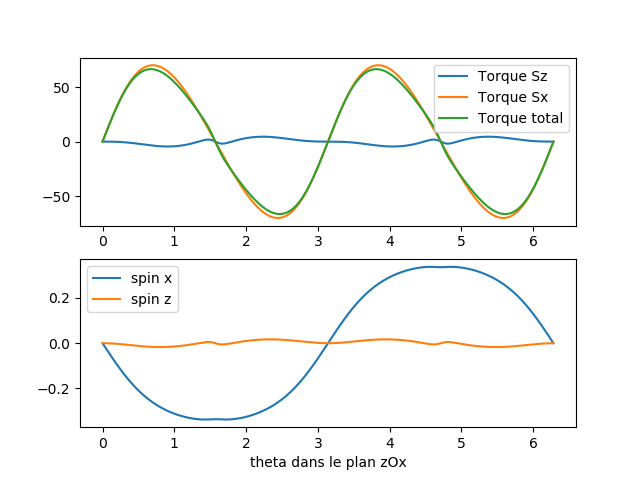 50
0
−50
Torque Sz
Torque Sx
Torque total
0 1 2 3 4 5 6
0.2
0.0
−0.2
spin x
spin z
0 1 2 3 4 5 6
theta dans le plan zOx